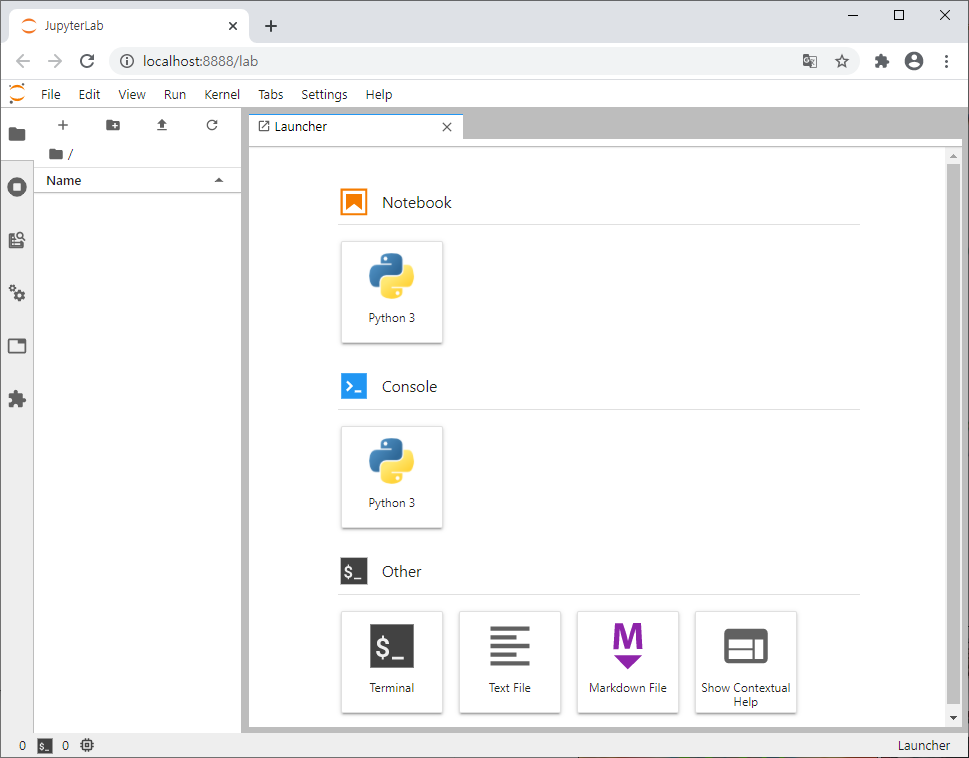 JupyterLab
localhost:8888/lab
File Edit View Run Kernel Tabs Settings Help
Launcher
/
Name
Notebook
Python 3
Console
Python 3
$_ Other
$_ M
Terminal Text File Markdown File Show Contextual
Help
0 $_ 0 Launcher